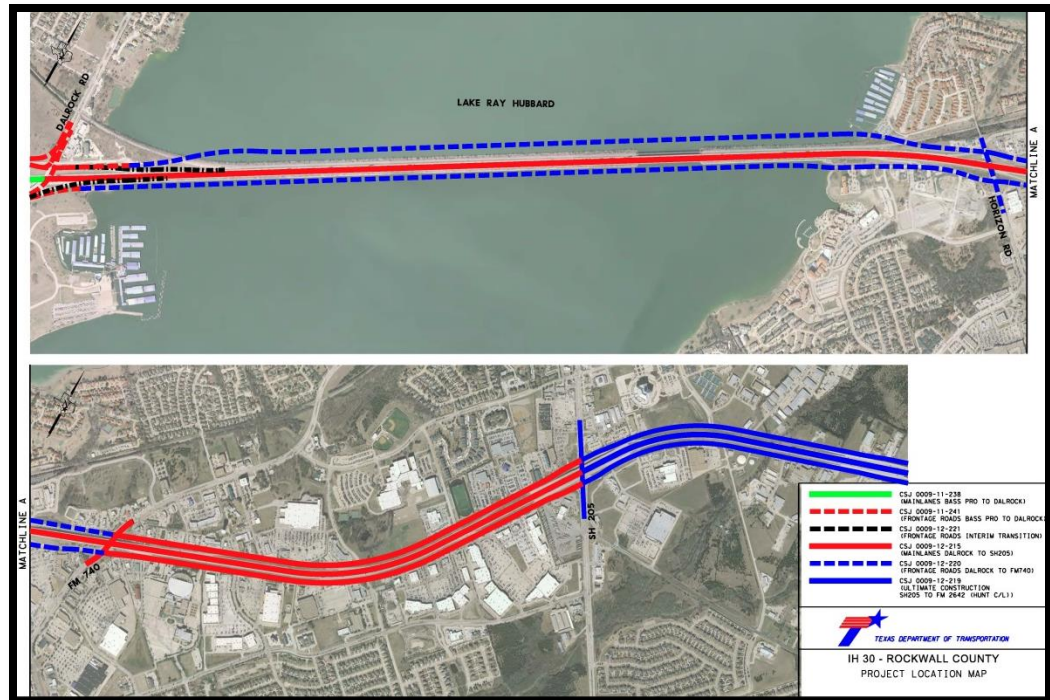 DALROCK RD
LAKE RAY HUBBARD
HORIZON RD
MATCHLINE A
MATCHLINE A
FM 740
SH 205
CSJ 0009-11-238
(MAINLANES BASS PRO TO DALROCK)
CSJ 0009-11-241
(FRONTAGE ROADS BASS PRO TO DALROCK)
CSJ 0009-12-221
(FRONTAGE ROADS INTERIM TRANSITION)
CSJ 0009-12-215
(MAINLANES DALROCK TO SH205)
CSJ 0009-12-220
(FRONTAGE ROADS DALROCK TO FM740)
CSJ 0009-12-219
(ULTIMATE CONSTRUCTION
SH205 TO FM 2642 (HUNT C/L))
TEXAS DEPARTMENT OF TRANSPORTATION
IH 30 - ROCKWALL COUNTY
PROJECT LOCATION MAP